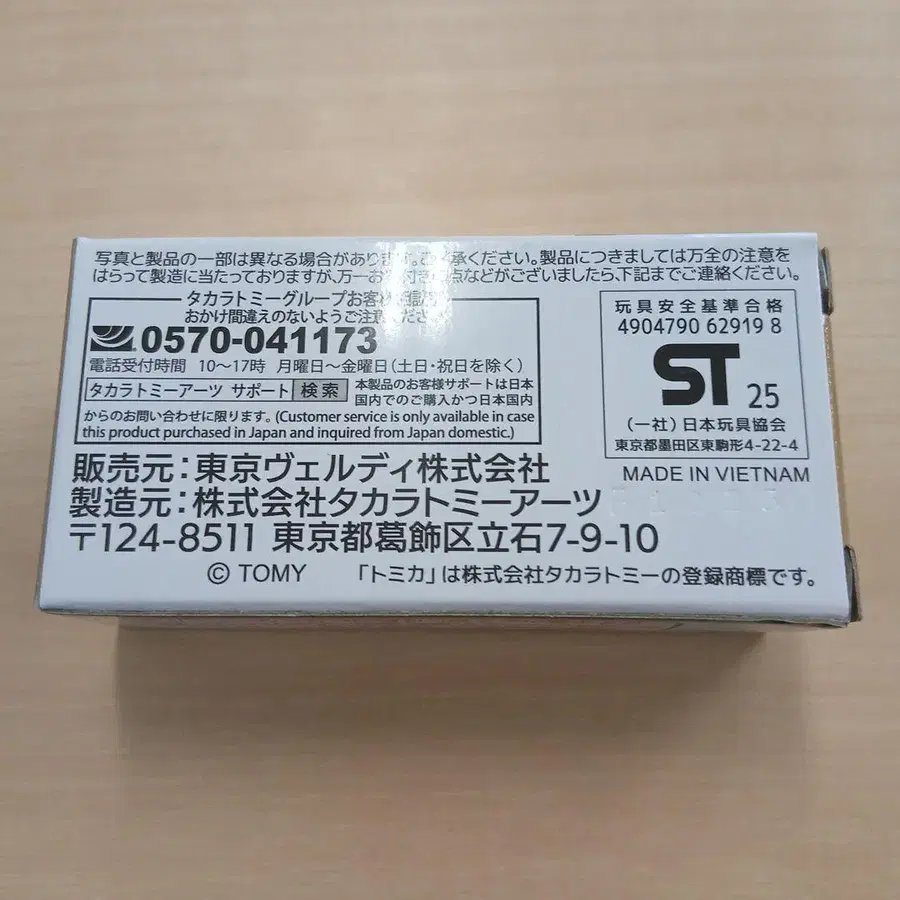 写真と製品の一部は異なる場合があります。ご了承ください。製品につきましては万全の注意を
はらって製造に当たっておりますが、万一お気付きの点などがございましたら、下記までご連絡ください。
タカラトミーグループお客様相談
おかけ間違えのないようご注意ください
0570-041173
電話受付時間 10～17時 月曜日～金曜日(土日・祝日を除く)
タカラトミーアーツ サポート 検索
本製品のお客様サポートは日本
国内でのご購入かつ日本国内
からのお問い合わせに限ります。(Customer service is only available in case
this product purchased in Japan and inquired from Japan domestic.)
玩具安全基準合格
4904790 62919 8
ST 25
(一社)日本玩具協会
東京都墨田区東駒形4-22-4
MADE IN VIETNAM
販売元：東京ヴェルディ株式会社
製造元：株式会社タカラトミーアーツ
〒124-8511 東京都葛飾区立石7-9-10
© TOMY 「トミカ」は株式会社タカラトミーの登録商標です。